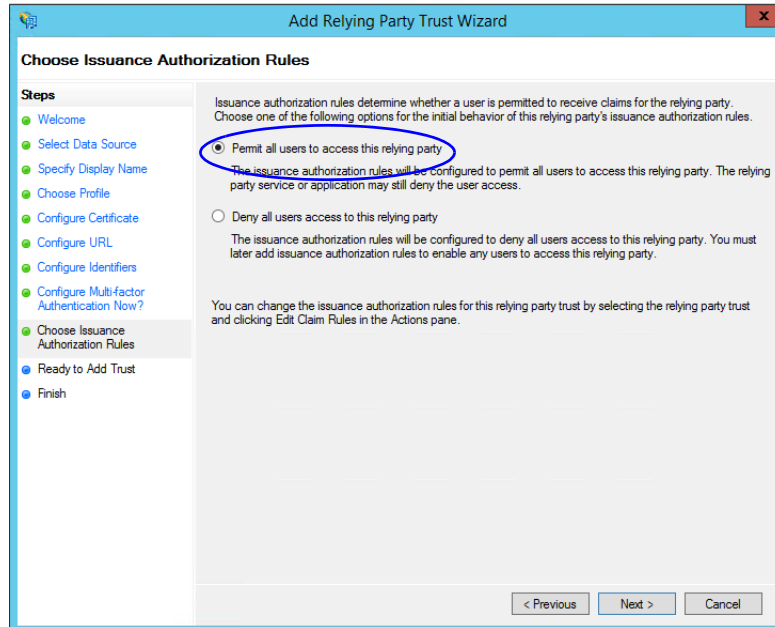 Add Relying Party Trust Wizard
x
Choose Issuance Authorization Rules
Steps
Welcome
Select Data Source
Specify Display Name
Choose Profile
Configure Certificate
Configure URL
Configure Identifiers
Configure Multi-factor
Authentication Now?
Choose Issuance
Authorization Rules
Ready to Add Trust
Finish
Issuance authorization rules determine whether a user is permitted to receive claims for the relying party.
Choose one of the following options for the initial behavior of this relying party's issuance authorization rules.
Permit all users to access this relying party
The issuance authorization rules will be configured to permit all users to access this relying party. The relying
party service or application may still deny the user access.
Deny all users access to this relying party
The issuance authorization rules will be configured to deny all users access to this relying party. You must
later add issuance authorization rules to enable any users to access this relying party.
You can change the issuance authorization rules for this relying party trust by selecting the relying party trust
and clicking Edit Claim Rules in the Actions pane.
< Previous
Next >
Cancel